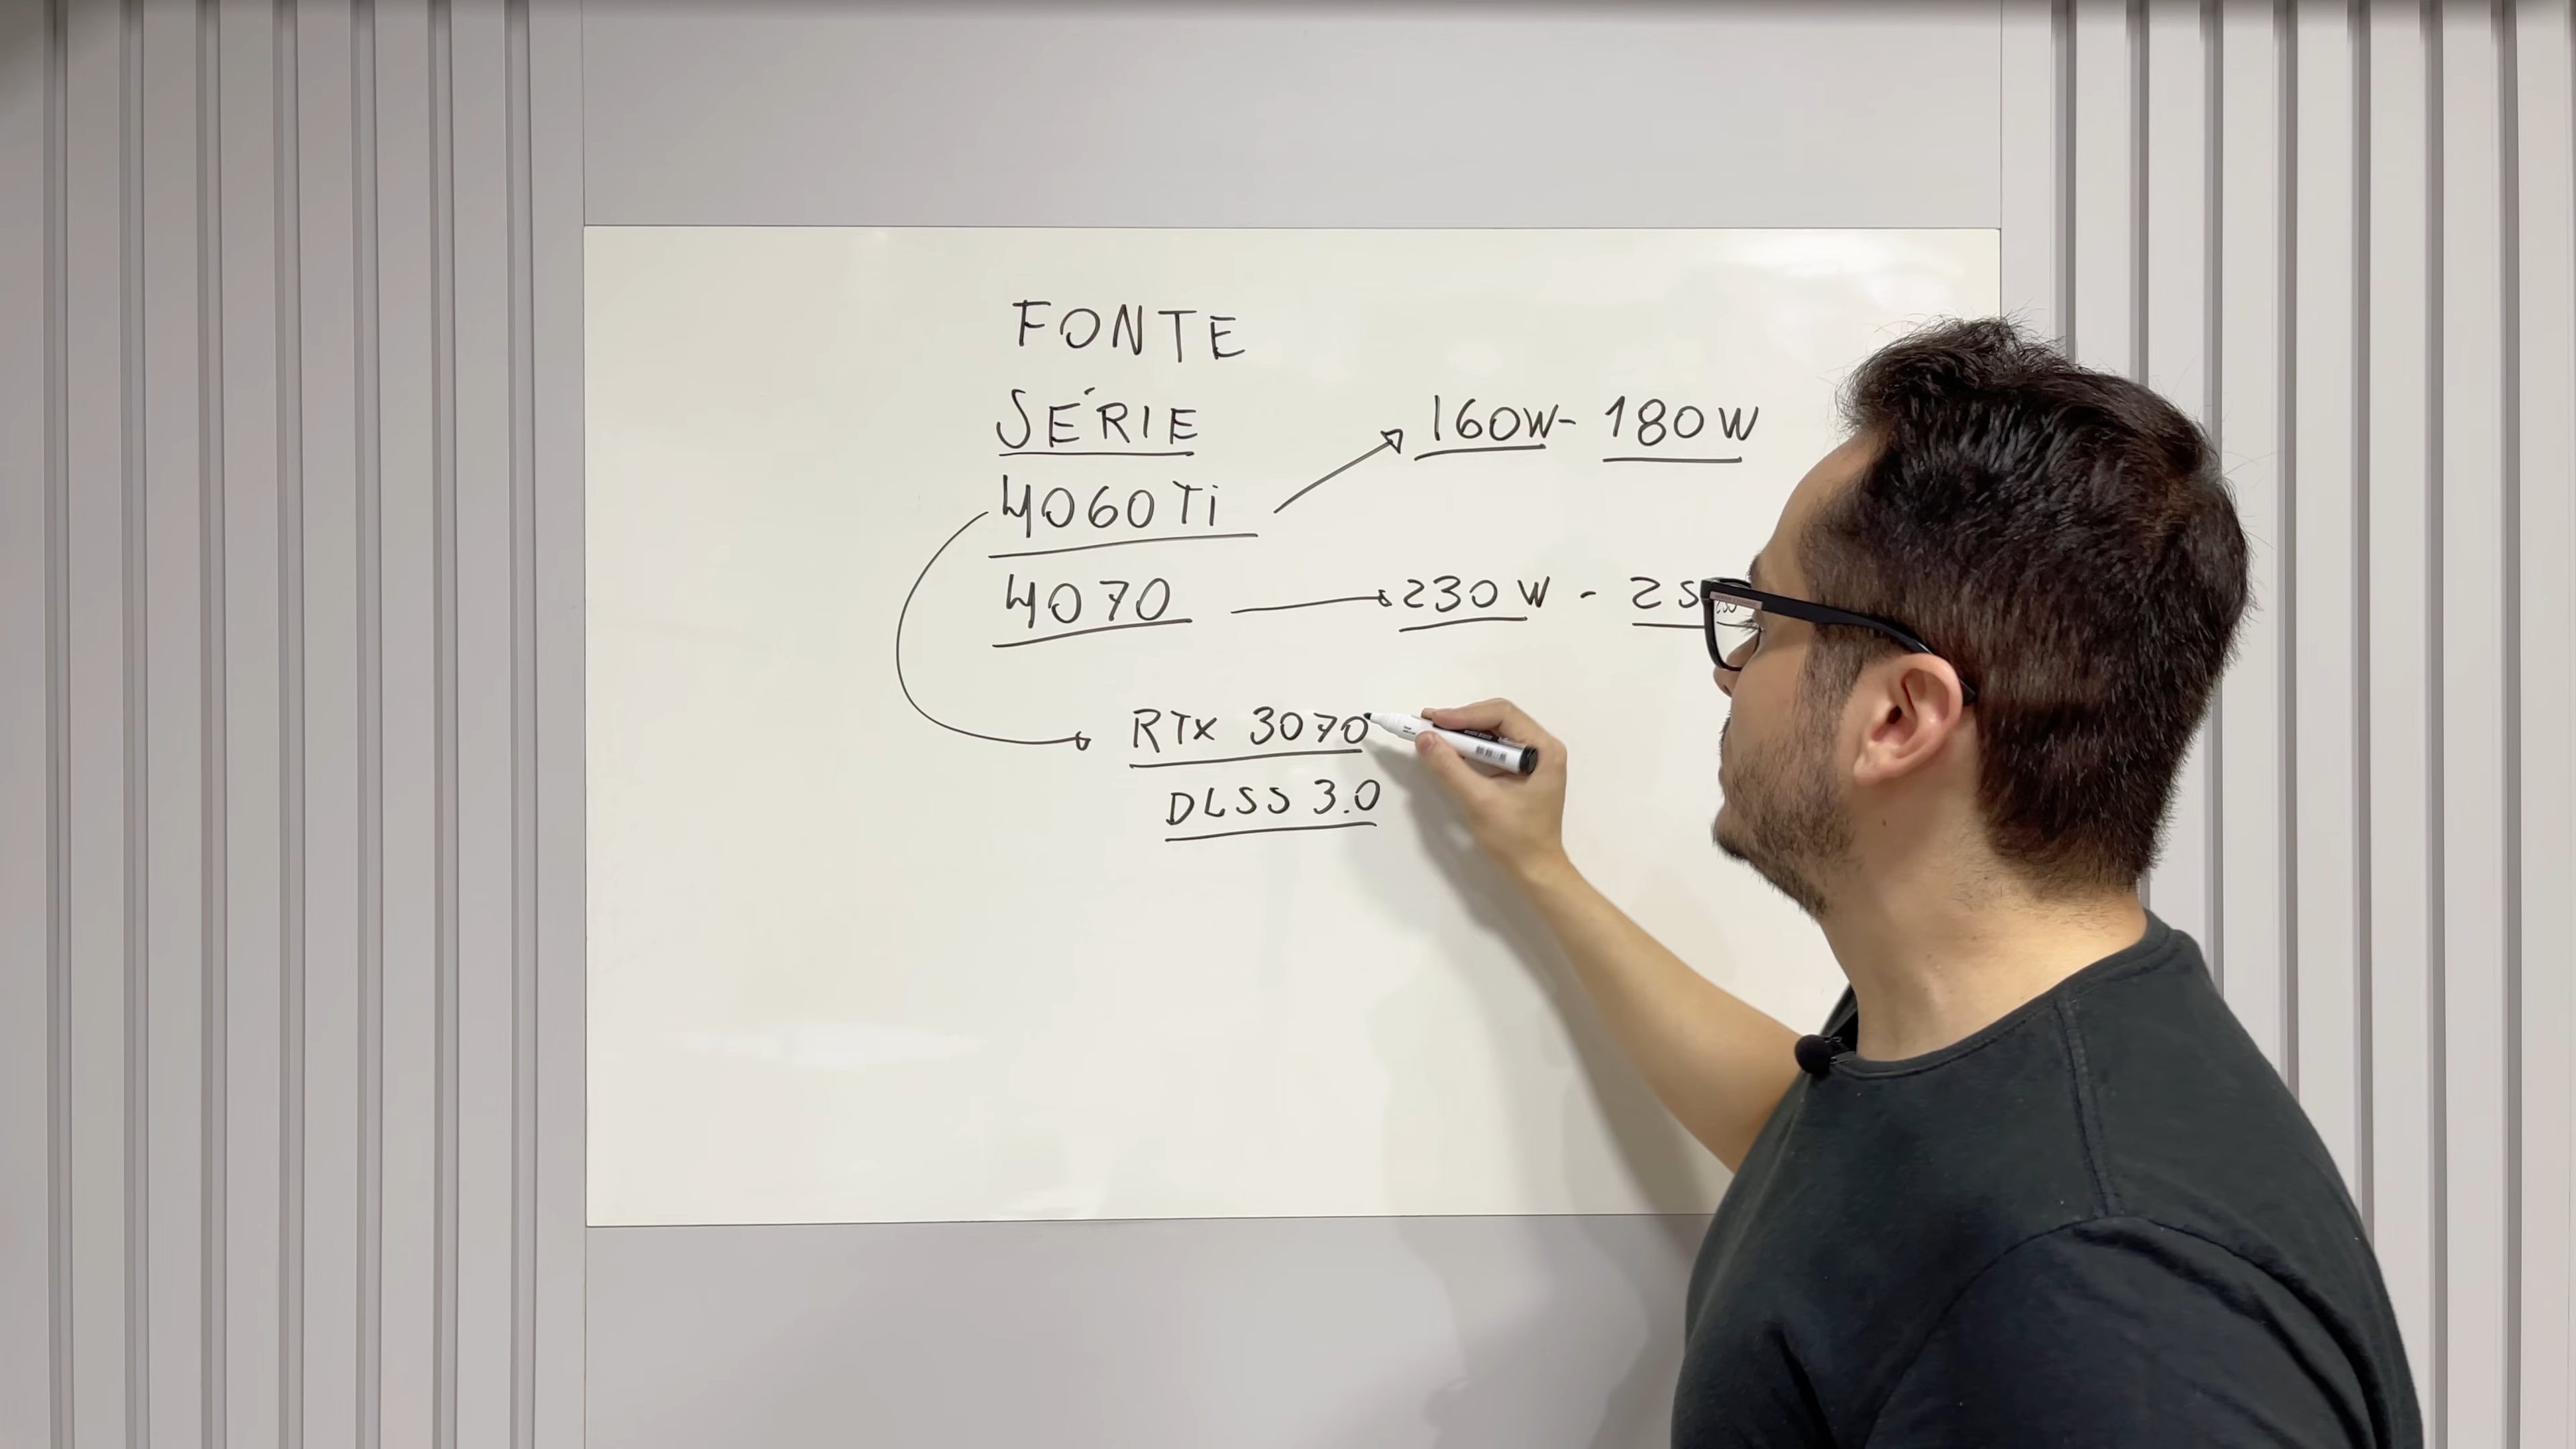 FONTE
SÉRIE
160W - 180W
4060Ti
4070
230W -
RTX 3070
DLSS 3.0